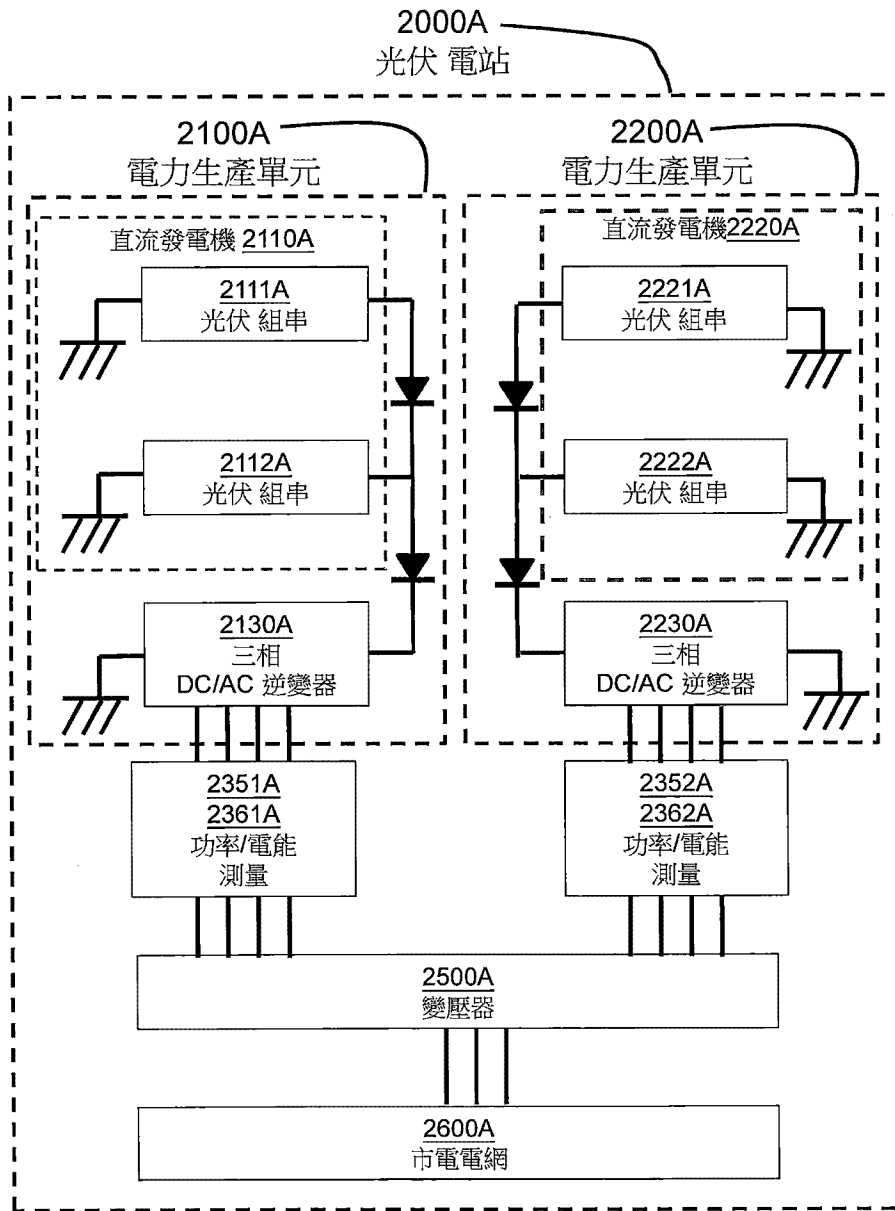 2000A
光伏 電站
2100A
電力生產單元
2200A
電力生產單元
直流發電機 2110A
2111A
光伏 組串
2112A
光伏 組串
2130A
三相
DC/AC 逆變器
直流發電機2220A
2221A
光伏 組串
2222A
光伏 組串
2230A
三相
DC/AC 逆變器
2351A
2361A
功率/電能
測量
2352A
2362A
功率/電能
測量
2500A
變壓器
2600A
市電電網